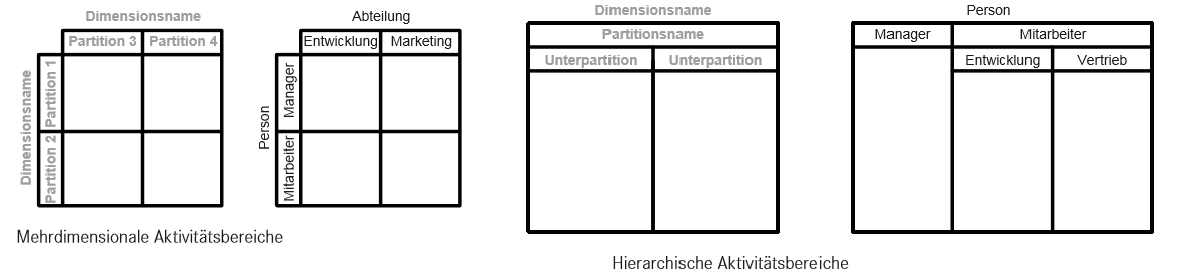 Dimensionsname
Partition 3 Partition 4
Dimensionsname
Partition 1
Partition 2
Abteilung
Entwicklung Marketing
Person
Manager
Mitarbeiter
Mehrdimensionale Aktivitätsbereiche
Dimensionsname
Partitionsname
Unterpartition Unterpartition
Person
Manager Mitarbeiter
Entwicklung Vertrieb
Hierarchische Aktivitätsbereiche